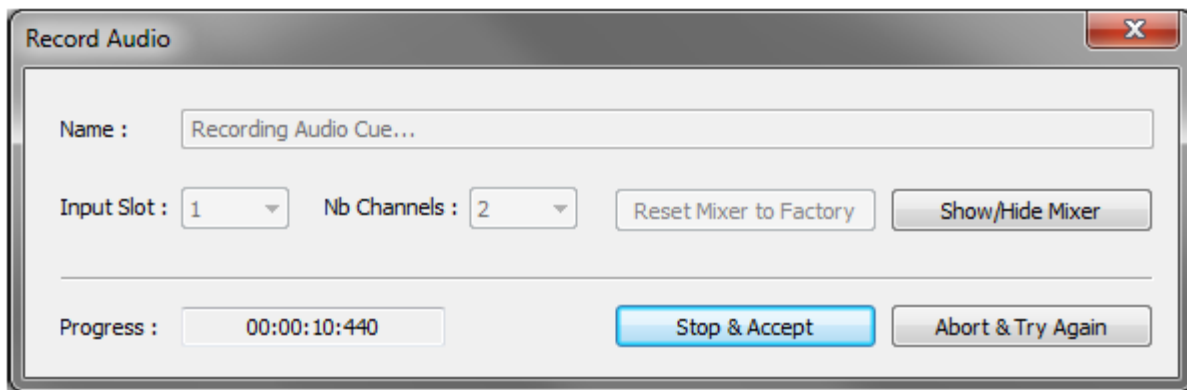 Record Audio
Name : Recording Audio Cue...
Input Slot : 1 Nb Channels : 2 Reset Mixer to Factory Show/Hide Mixer
Progress : 00:00:10:440 Stop & Accept Abort & Try Again